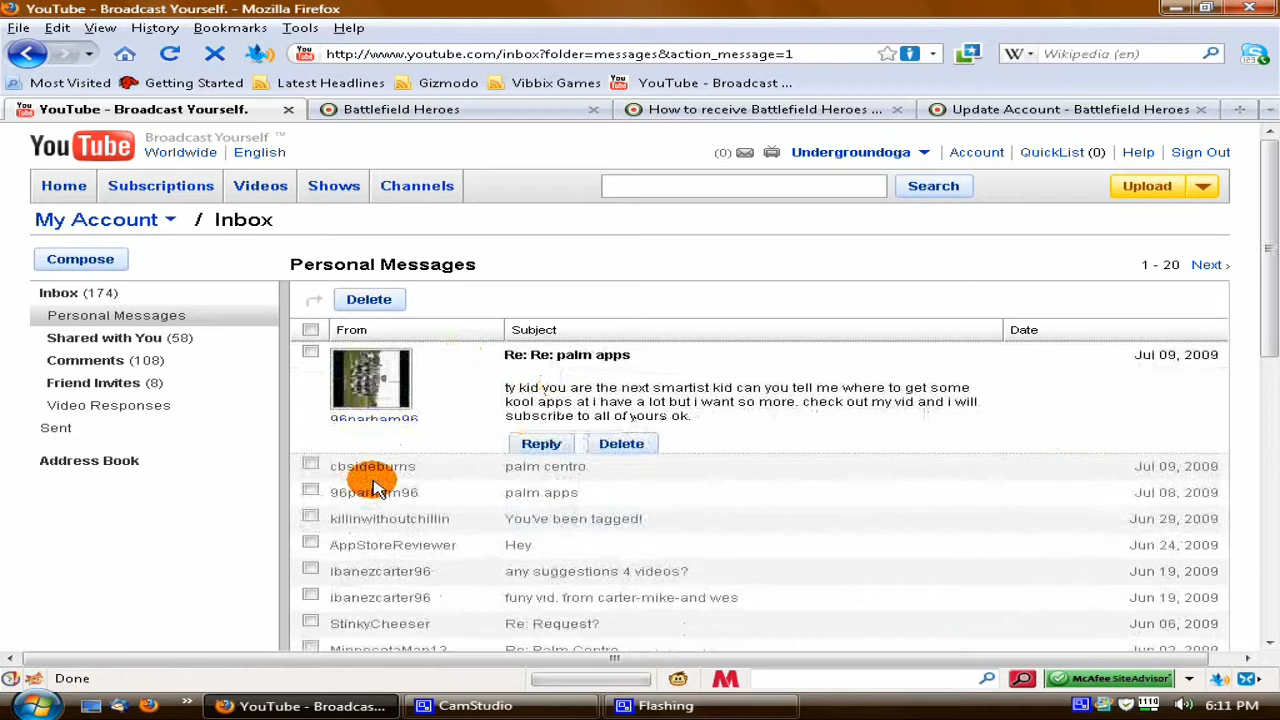 YouTube - Broadcast Yourself. - Mozilla Firefox
File Edit View History Bookmarks Tools Help
http://www.youtube.com/inbox?folder=messages&action_message=1
Wikipedia (en)
Most Visited Getting Started Latest Headlines Gizmodo Vibbix Games YouTube - Broadcast ...
YouTube - Broadcast Yourself. Battlefield Heroes How to receive Battlefield Heroes ... Update Account - Battlefield Heroes
YouTube Broadcast Yourself ™
Worldwide English
(0) Undergroundoga Account QuickList (0) Help Sign Out
Home Subscriptions Videos Shows Channels Search Upload
My Account / Inbox
Compose
Personal Messages 1 - 20 Next ›
Inbox (174)
Personal Messages
Shared with You (58)
Comments (108)
Friend Invites (8)
Video Responses
Sent
Address Book
Delete
From Subject Date
Re: Re: palm apps Jul 09, 2009
ty kid you are the next smartist kid can you tell me where to get some
kool apps at i have a lot but i want so more. check out my vid and i will
subscribe to all of yours ok.
96parham96
Reply Delete
cbsideburns palm centro Jul 09, 2009
96parham96 palm apps Jul 08, 2009
killinwithoutchillin You've been tagged! Jun 29, 2009
AppStoreReviewer Hey Jun 24, 2009
ibanezcarter96 any suggestions 4 videos? Jun 19, 2009
ibanezcarter96 funy vid. from carter-mike-and wes Jun 19, 2009
StinkyCheeser Re: Request? Jun 06, 2009
MinnesotaMan13 Re: Palm Centro
Done
McAfee SiteAdvisor
YouTube - Broadcas... CamStudio Flashing
1110
6:11 PM